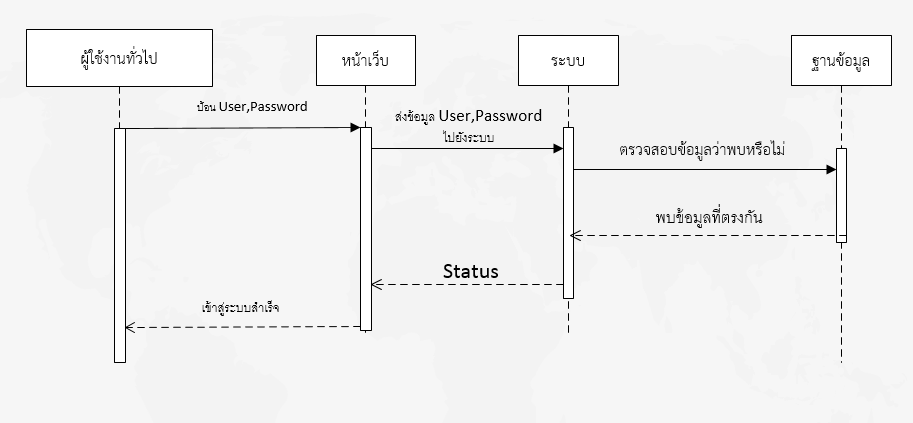 ผู้ใช้งานทั่วไป
หน้าเว็บ
ระบบ
ฐานข้อมูล
ป้อน User,Password
ส่งข้อมูล User,Password
ไปยังระบบ
ตรวจสอบข้อมูลว่าพบหรือไม่
พบข้อมูลที่ตรงกัน
Status
เข้าสู่ระบบสำเร็จ